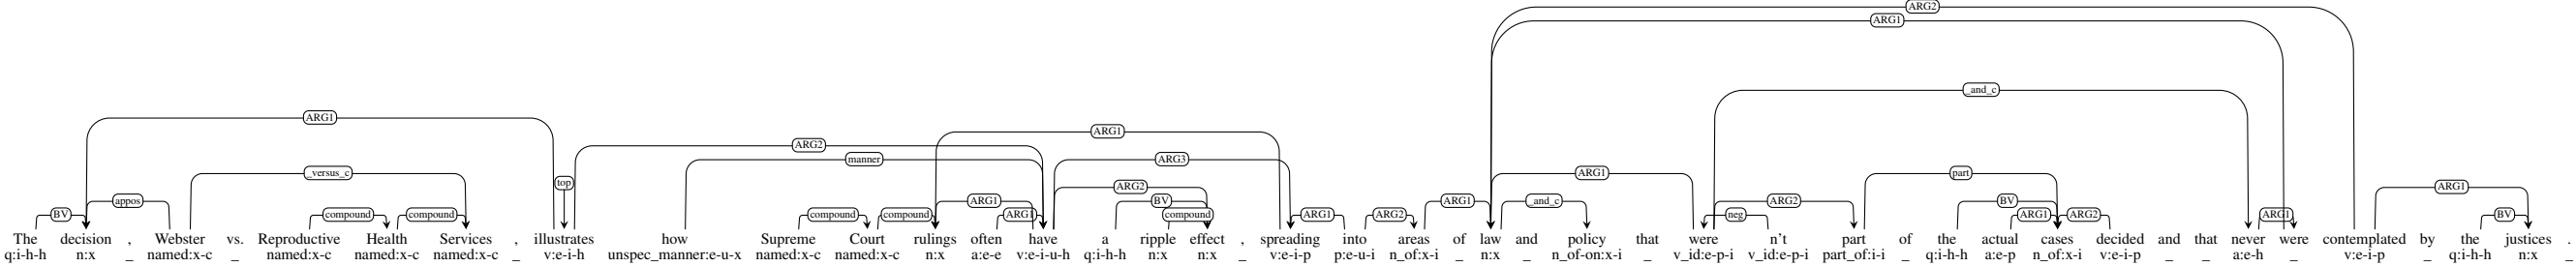 ARG2
ARG1
_and_c
ARG1
ARG1
ARG2
manner ARG3
_versus_c ARG1 part
top
ARG2 ARG1
appos ARG1 BV ARG1 _and_c ARG2 BV
BV compound compound compound compound ARG1 compound ARG1 ARG2 neg ARG1 ARG2 ARG1 BV
The decision , Webster vs. Reproductive Health Services , illustrates how Supreme Court rulings often have a ripple effect , spreading into areas of law and policy that were n't part of the actual cases decided and that never were contemplated by the justices .
q:i-h-h n:x _ named:x-c _ named:x-c named:x-c named:x-c _ v:e-i-h unspec_manner:e-u-x named:x-c named:x-c n:x a:e-e v:e-i-u-h q:i-h-h n:x n:x _ v:e-i-p p:e-u-i n_of:x-i _ n:x _ n_of-on:x-i _ v_id:e-p-i v_id:e-p-i part_of:i-i _ q:i-h-h a:e-p n_of:x-i v:e-i-p _ _ a:e-h _ v:e-i-p _ q:i-h-h n:x _